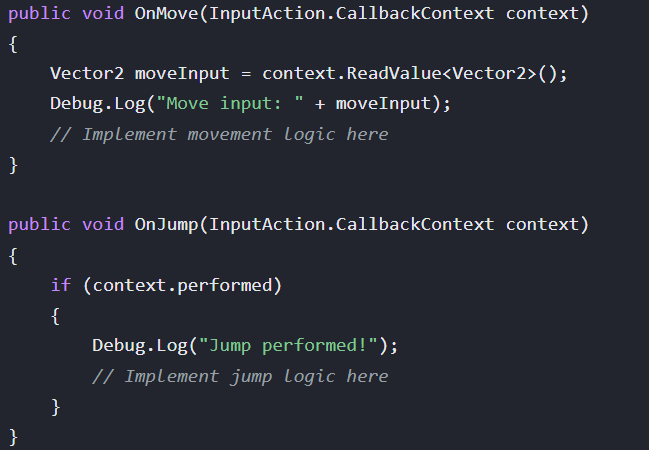 public void OnMove(InputAction.CallbackContext context)
{
    Vector2 moveInput = context.ReadValue<Vector2>();
    Debug.Log("Move input: " + moveInput);
    // Implement movement logic here
}

public void OnJump(InputAction.CallbackContext context)
{
    if (context.performed)
    {
        Debug.Log("Jump performed!");
        // Implement jump logic here
    }
}